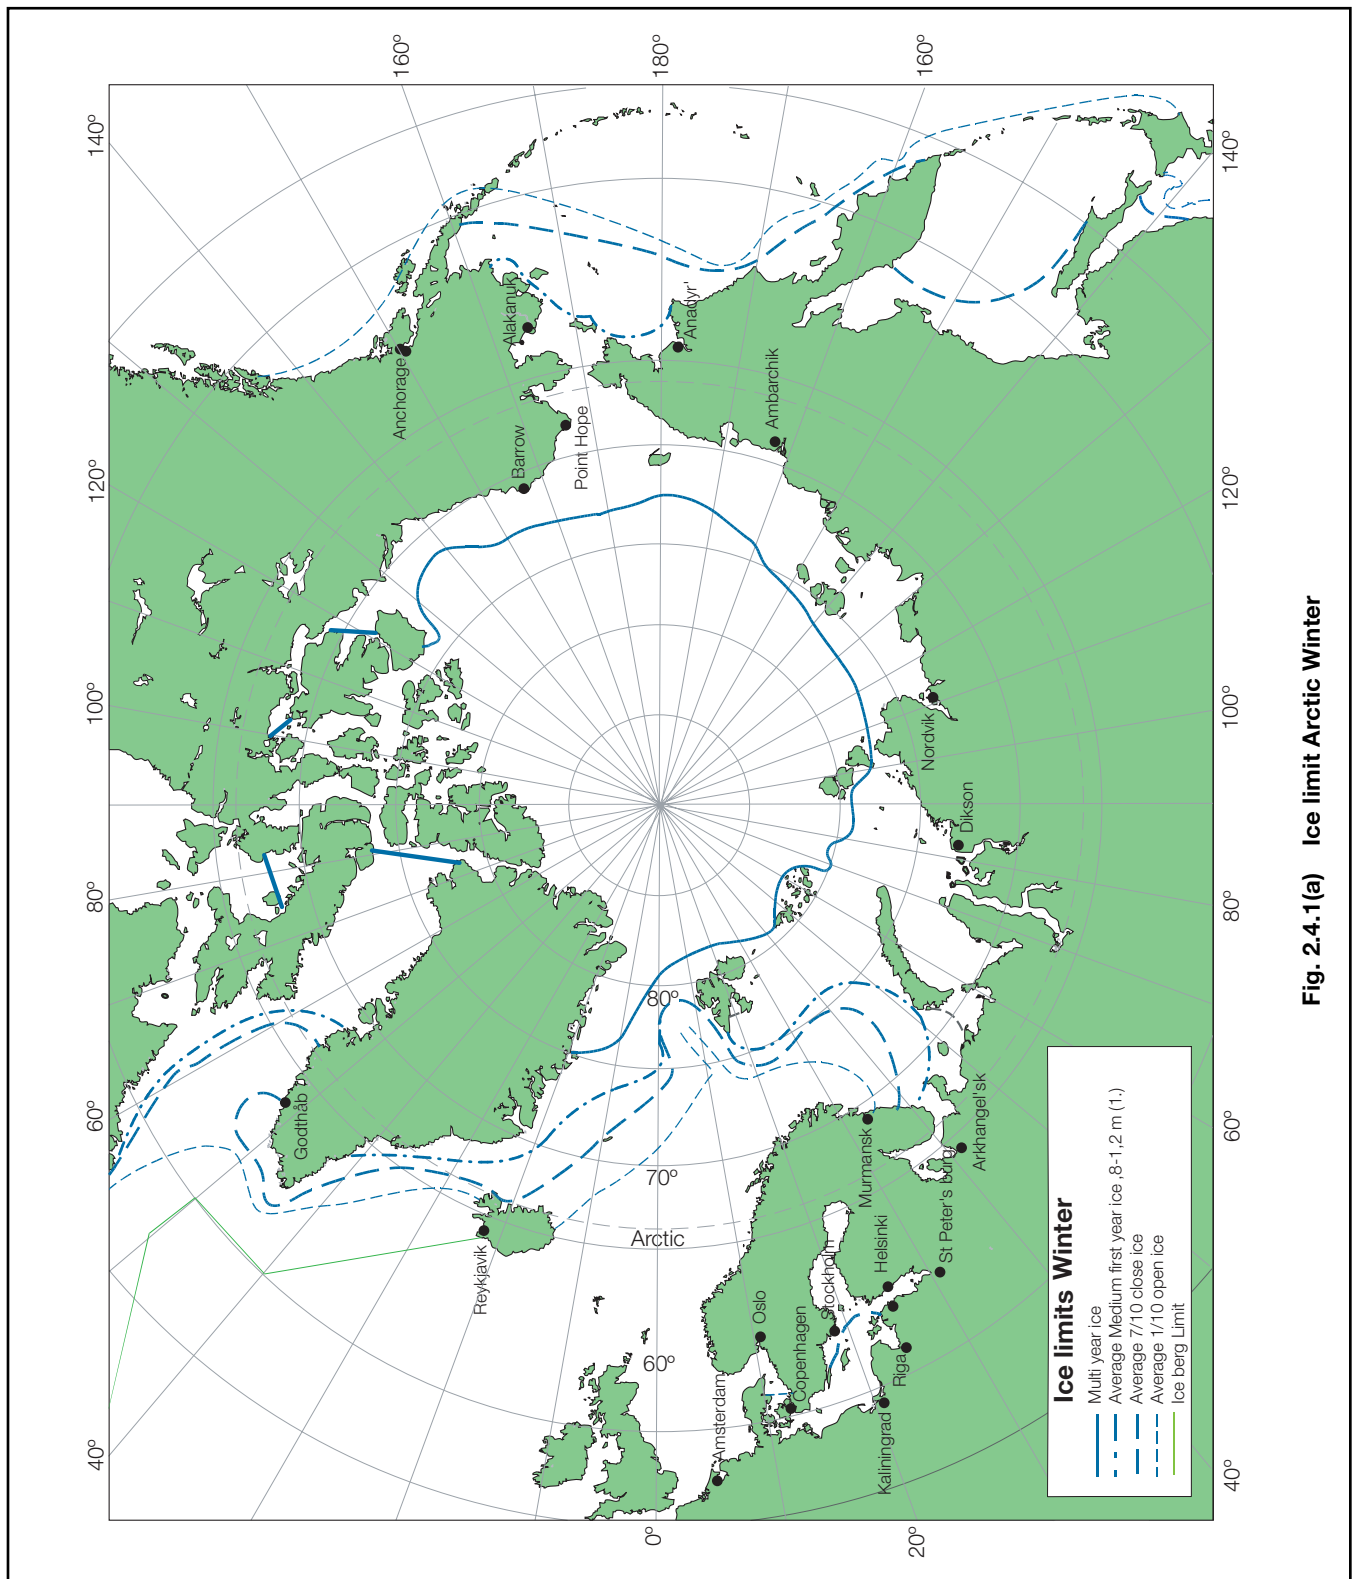 160°
180°
160°
140°
140°
120°
120°
100°
100°
80°
80°
60°
60°
40°
40°
0°
20°
80°
70°
60°
Arctic
Anchorage
Alakanuk
Barrow
Point Hope
Anadyr'
Ambarchik
Nordvik
Dikson
Godthåb
Reykjavik
Murmansk
Arkhangel'sk
St Peter's burg
Helsinki
Stockholm
Oslo
Copenhagen
Amsterdam
Riga
Kaliningrad
Ice limits Winter
Multi year ice
Average Medium first year ice ,8-1,2 m (1.)
Average 7/10 close ice
Average 1/10 open ice
Ice berg Limit
Fig. 2.4.1(a) Ice limit Arctic Winter